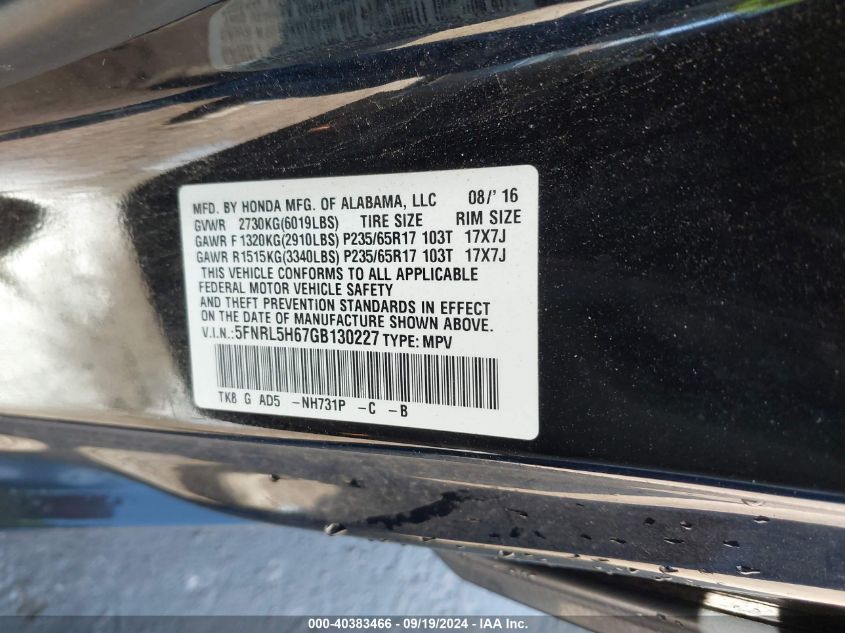 MFD. BY HONDA MFG. OF ALABAMA, LLC 08/' 16
GVWR 2730KG(6019LBS) TIRE SIZE RIM SIZE
GAWR F 1320KG(2910LBS) P235/65R17 103T 17X7J
GAWR R1515KG(3340LBS) P235/65R17 103T 17X7J
THIS VEHICLE CONFORMS TO ALL APPLICABLE
FEDERAL MOTOR VEHICLE SAFETY
AND THEFT PREVENTION STANDARDS IN EFFECT
ON THE DATE OF MANUFACTURE SHOWN ABOVE.
V.I.N.:5FNRL5H67GB130227 TYPE: MPV
TK8 G AD5 -NH731P -C -B
000-40383466 - 09/19/2024 - IAA Inc.